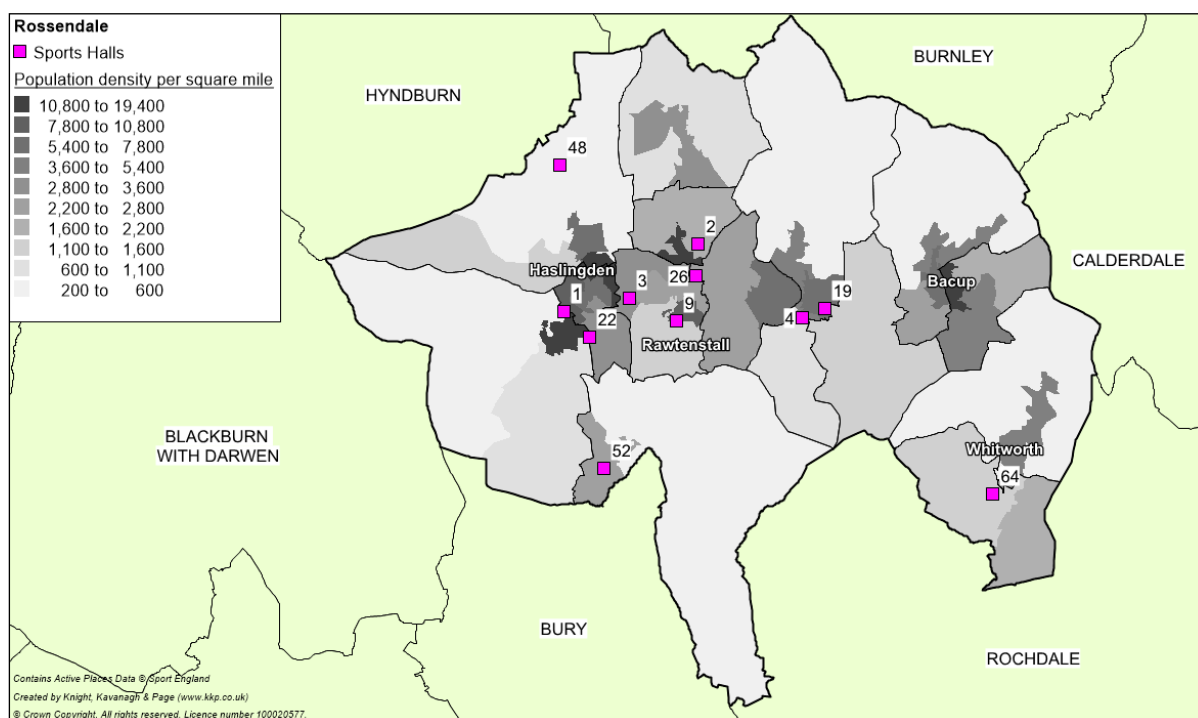 Rossendale
Sports Halls
Population density per square mile
10,800 to 19,400
7,800 to 10,800
5,400 to 7,800
3,600 to 5,400
2,800 to 3,600
2,200 to 2,800
1,600 to 2,200
1,100 to 1,600
600 to 1,100
200 to 600
BURNLEY
HYNDBURN
48
2
CALDERDALE
Haslingden
26
Bacup
3
19
1
9
4
22
Rawtenstall
BLACKBURN
WITH DARWEN
52
Whitworth
64
BURY
ROCHDALE
Contains Active Places Data © Sport England
Created by Knight, Kavanagh & Page (www.kkp.co.uk)
© Crown Copyright. All rights reserved. Licence number 100020577.